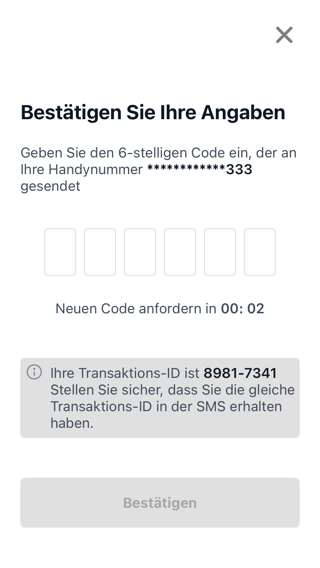 Bestätigen Sie Ihre Angaben
Geben Sie den 6-stelligen Code ein, der an
Ihre Handynummer ************333
gesendet
Neuen Code anfordern in 00: 02
Ihre Transaktions-ID ist 8981-7341
Stellen Sie sicher, dass Sie die gleiche
Transaktions-ID in der SMS erhalten
haben.
Bestätigen